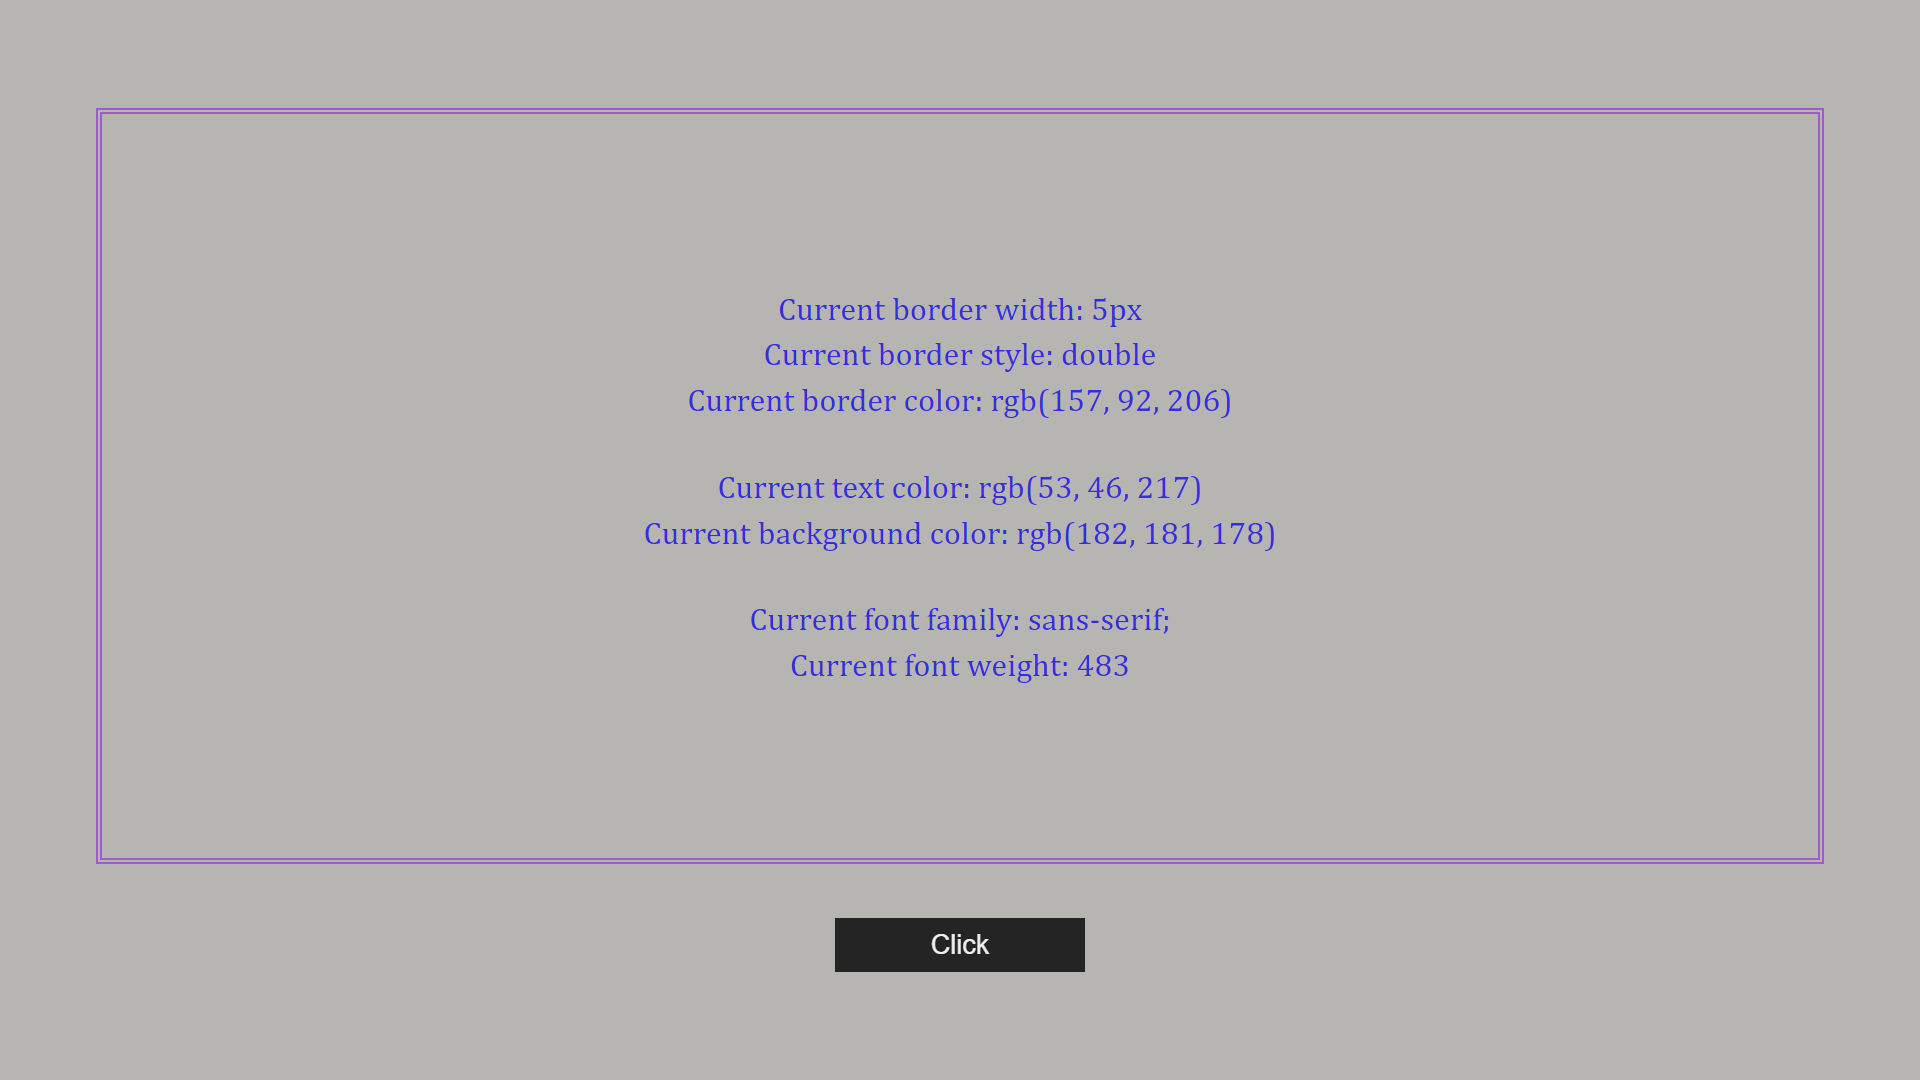 Current border width: 5px
Current border style: double
Current border color: rgb(157, 92, 206)
Current text color: rgb(53, 46, 217)
Current background color: rgb(182, 181, 178)
Current font family: sans-serif;
Current font weight: 483
Click